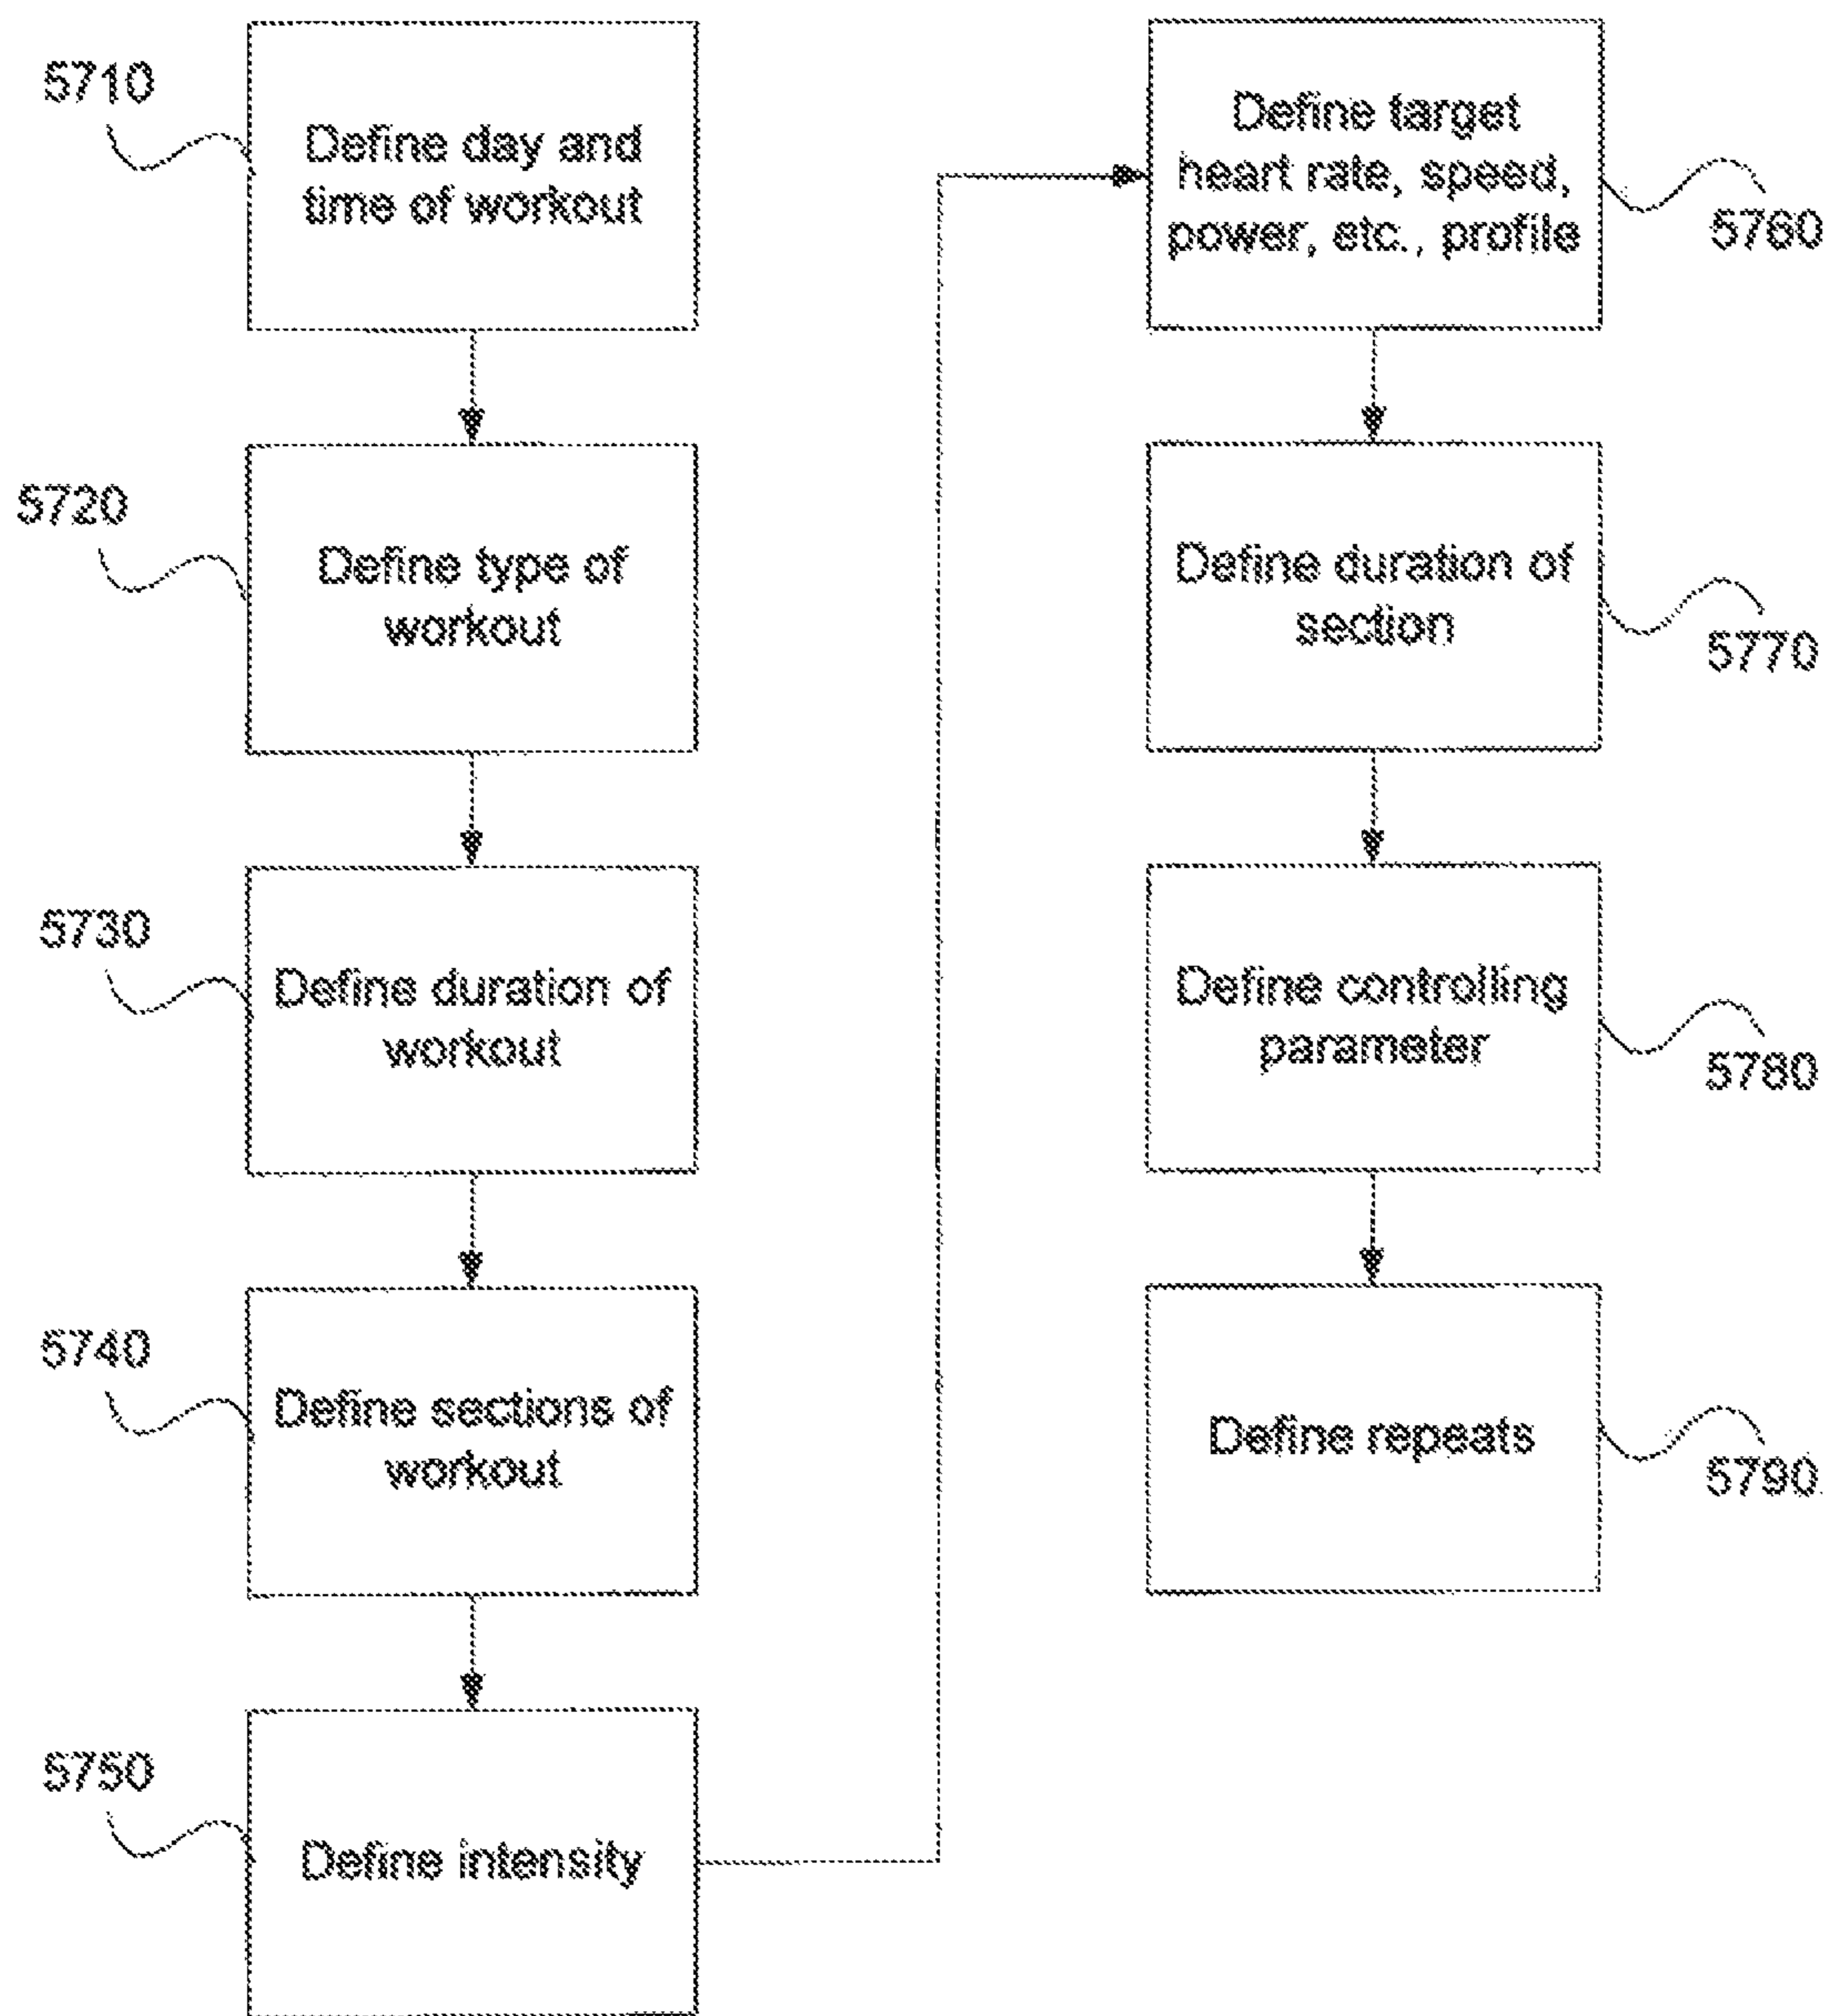 5710
Define day and
time of workout
5720
Define type of
workout
5730
Define duration of
workout
5740
Define sections of
workout
5750
Define intensity
Define target
heart rate, speed,
power, etc., profile
5760
Define duration of
section
5770
Define controlling
parameter
5780
Define repeats
5790